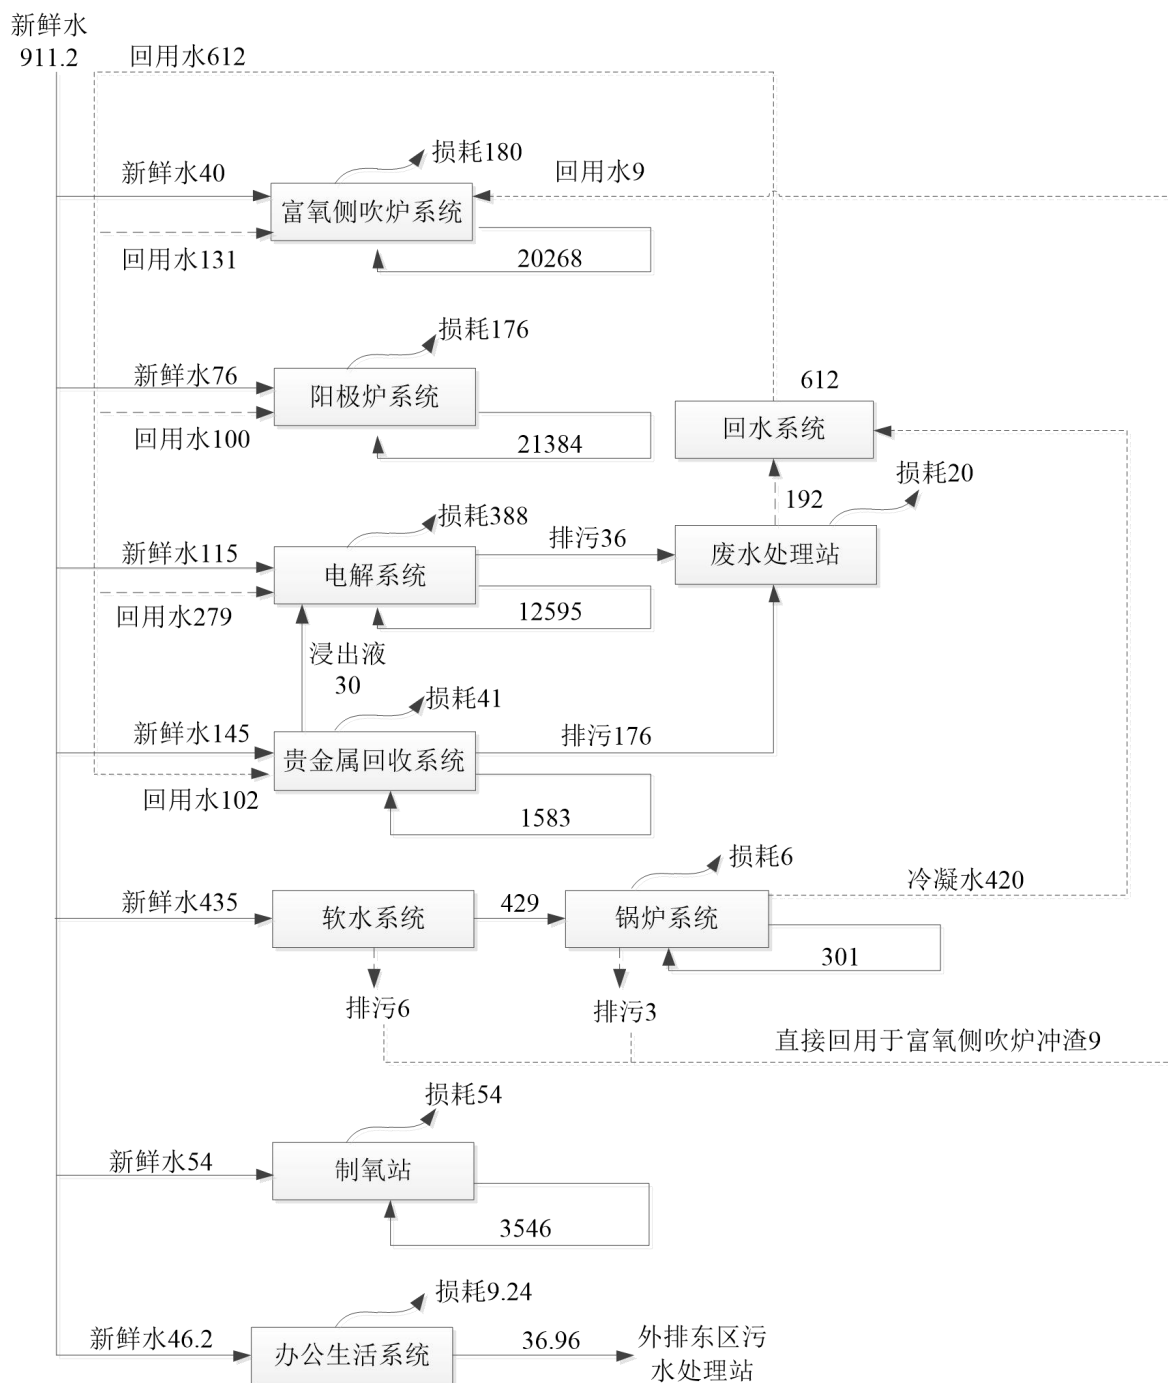 新鲜水
911.2
回用水612
损耗180
新鲜水40
回用水9
富氧侧吹炉系统
回用水131
20268
损耗176
新鲜水76
阳极炉系统
612
回用水100
21384
回水系统
损耗20
192
损耗388
新鲜水115
排污36
废水处理站
电解系统
回用水279
12595
浸出液
30
损耗41
新鲜水145
排污176
贵金属回收系统
回用水102
1583
损耗6
冷凝水420
新鲜水435
软水系统
429
锅炉系统
301
排污6
排污3
直接回用于富氧侧吹炉冲渣9
损耗54
新鲜水54
制氧站
3546
损耗9.24
新鲜水46.2
办公生活系统
36.96
外排东区污
水处理站